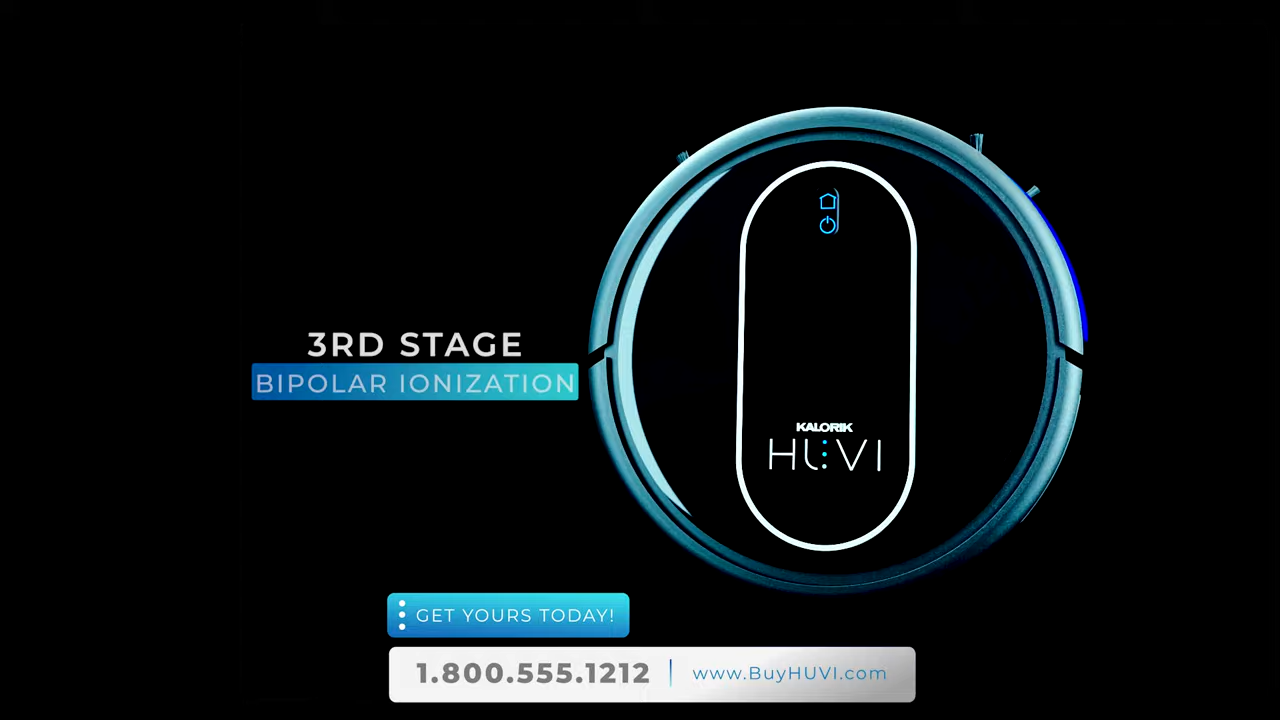 3RD STAGE
BIPOLAR IONIZATION
KALORIK
HUVI
GET YOURS TODAY!
1.800.555.1212 | www.BuyHUVI.com